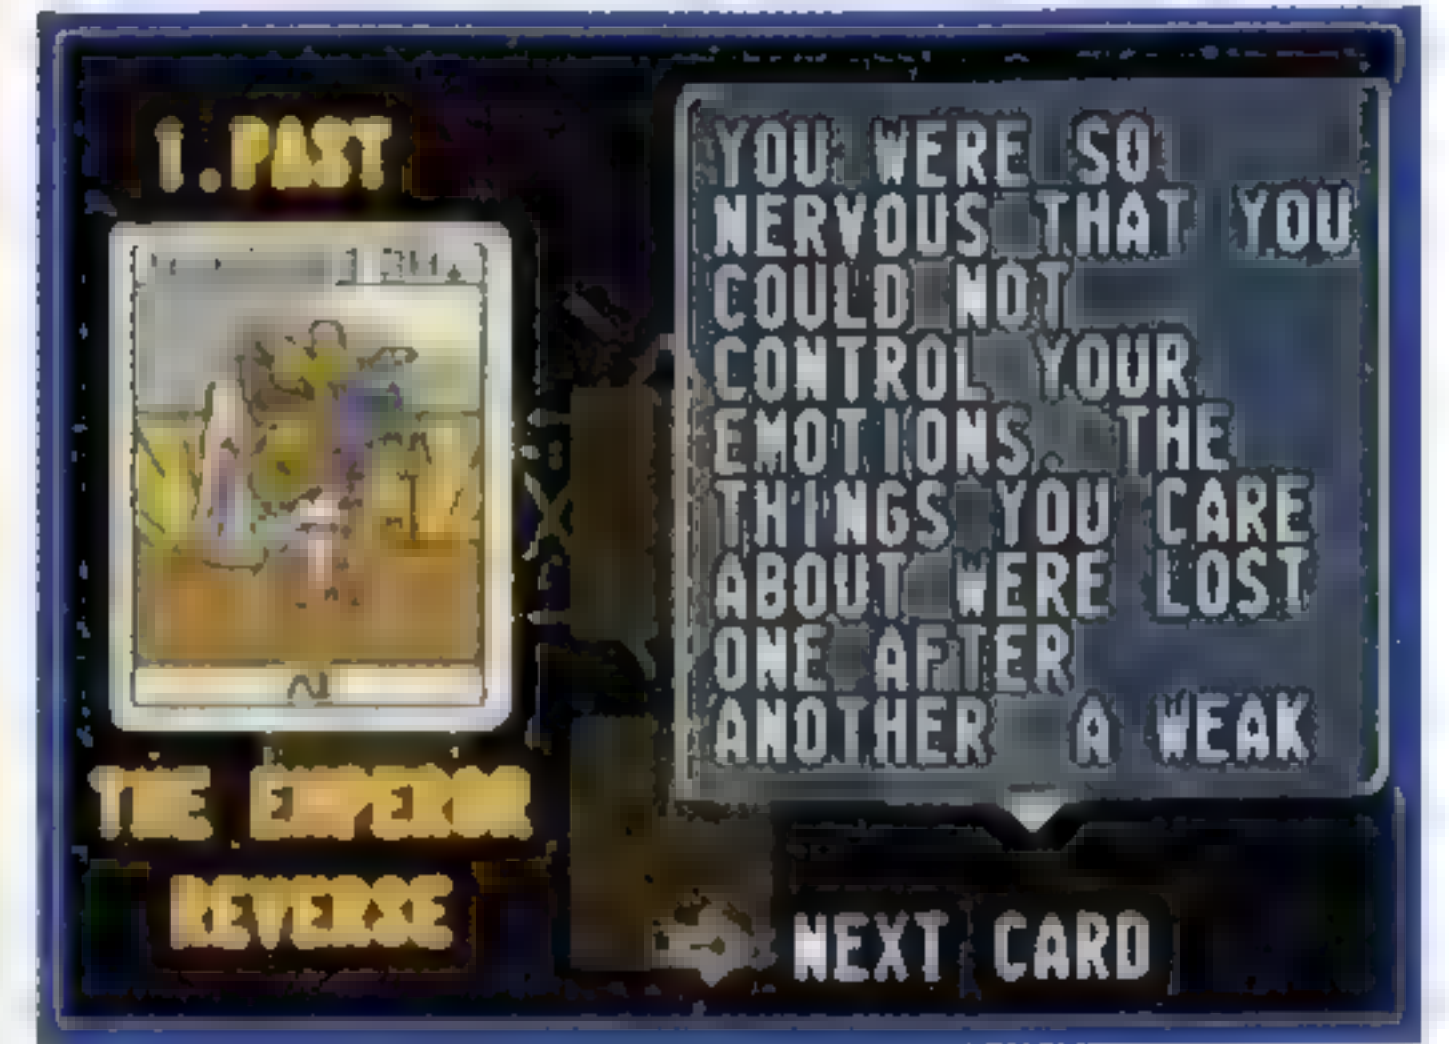 1.PAST
YOU WERE SO
NERVOUS THAT YOU
COULD NOT
CONTROL YOUR
EMOTIONS. THE
THINGS YOU CARE
ABOUT WERE LOST
ONE AFTER
ANOTHER A WEAK
THE EMPEROR
REVERSE
NEXT CARD